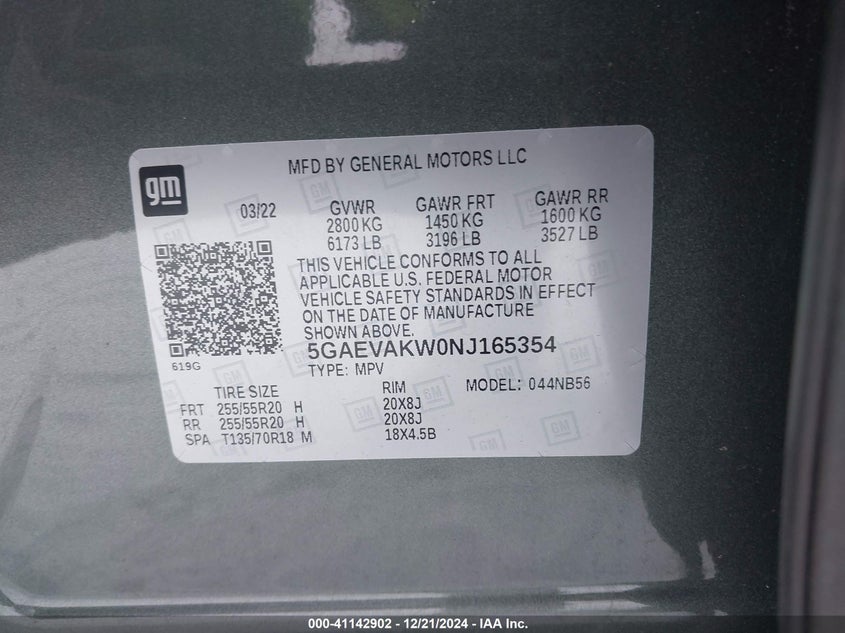 MFD BY GENERAL MOTORS LLC
gm
03/22
GVWR GAWR FRT GAWR RR
2800 KG 1450 KG 1600 KG
6173 LB 3196 LB 3527 LB
THIS VEHICLE CONFORMS TO ALL
APPLICABLE U.S. FEDERAL MOTOR
VEHICLE SAFETY STANDARDS IN EFFECT
ON THE DATE OF MANUFACTURE
SHOWN ABOVE.
619G
5GAEVAKW0NJ165354
TYPE: MPV
MODEL: 044NB56
TIRE SIZE RIM
FRT 255/55R20 H 20X8J
RR 255/55R20 H 20X8J
SPA T135/70R18 M 18X4.5B
000-41142902 - 12/21/2024 - IAA Inc.